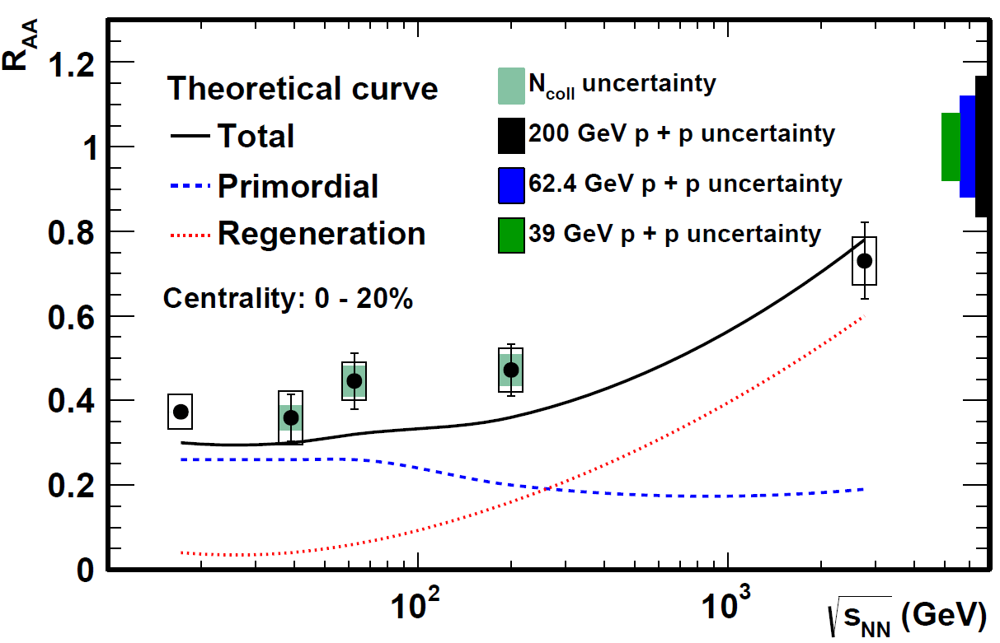 R_AA
1.2
1
0.8
0.6
0.4
0.2
0
Theoretical curve
Total
Primordial
Regeneration
Centrality: 0 - 20%
N_coll uncertainty
200 GeV p + p uncertainty
62.4 GeV p + p uncertainty
39 GeV p + p uncertainty
10^2
10^3
√s_NN (GeV)